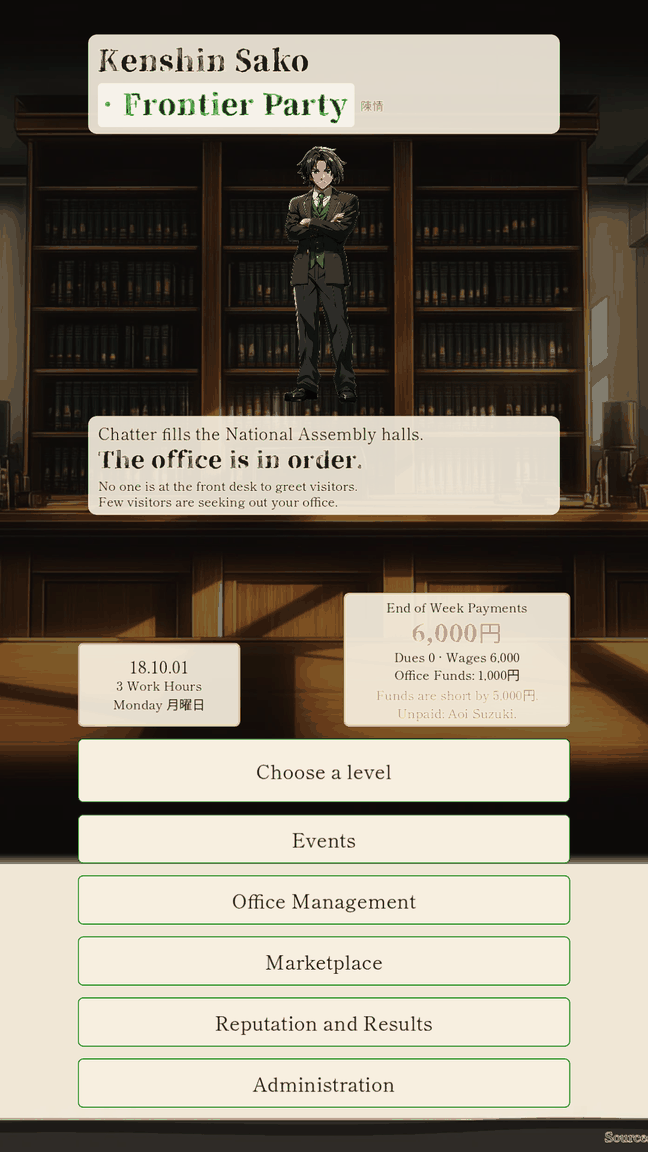 Kenshin Sako
· Frontier Party 陳情
Chatter fills the National Assembly halls.
The office is in order.
No one is at the front desk to greet visitors.
Few visitors are seeking out your office.
End of Week Payments
6,000円
Dues 0 · Wages 6,000
Office Funds: 1,000円
Funds are short by 5,000円.
Unpaid: Aoi Suzuki.
18.10.01
3 Work Hours
Monday 月曜日
Choose a level
Events
Office Management
Marketplace
Reputation and Results
Administration